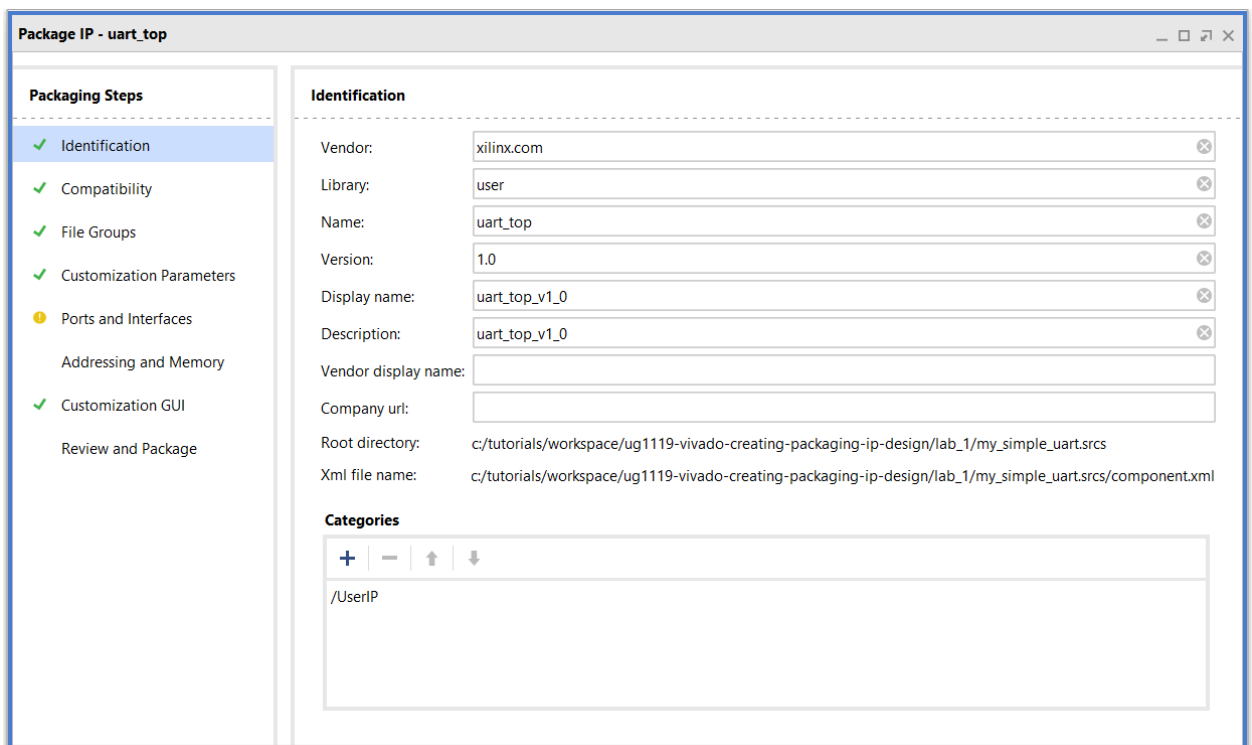 Package IP - uart_top
Packaging Steps
Identification
Compatibility
File Groups
Customization Parameters
Ports and Interfaces
Addressing and Memory
Customization GUI
Review and Package
Identification
Vendor: xilinx.com
Library: user
Name: uart_top
Version: 1.0
Display name: uart_top_v1_0
Description: uart_top_v1_0
Vendor display name:
Company url:
Root directory: c:/tutorials/workspace/ug1119-vivado-creating-packaging-ip-design/lab_1/my_simple_uart.srcs
Xml file name: c:/tutorials/workspace/ug1119-vivado-creating-packaging-ip-design/lab_1/my_simple_uart.srcs/component.xml
Categories
/UserIP